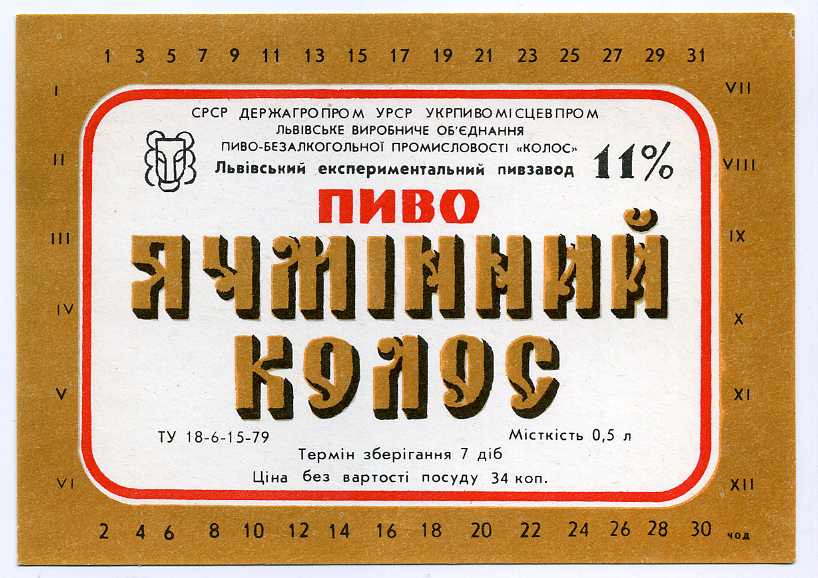 1 3 5 7 9 11 13 15 17 19 21 23 25 27 29 31
I
II
III
IV
V
VI
VII
VIII
IX
X
XI
XII
СРСР ДЕРЖАГРОПРОМ УРСР УКРПИВОМІСЦЕВПРОМ
ЛЬВІВСЬКЕ ВИРОБНИЧЕ ОБ'ЄДНАННЯ
ПИВО-БЕЗАЛКОГОЛЬНОЇ ПРОМИСЛОВОСТІ «КОЛОС»
Львівський експериментальний пивзавод
11%
ПИВО
ЯЧМІННИЙ
КОЛОС
ТУ 18-6-15-79
Місткість 0,5 л
Термін зберігання 7 діб
Ціна без вартості посуду 34 коп.
2 4 6 8 10 12 14 16 18 20 22 24 26 28 30 чод